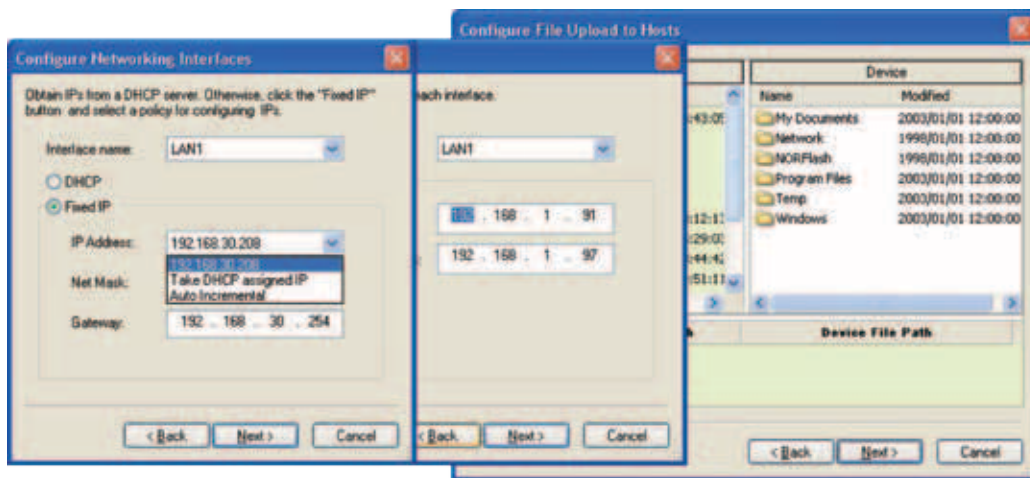 Configure Networking Interfaces
Obtain IPs from a DHCP server. Otherwise, click the "Fixed IP"
button and select a policy for configuring IPs.
Interface name: LAN1
DHCP
Fixed IP
IP Address: 192.168.30.208
192.168.30.208
Take DHCP assigned IP
Auto Incremental
Net Mask:
Gateway: 192 . 168 . 30 . 254
< Back Next > Cancel
each interface.
LAN1
192 . 168 . 1 . 91
192 . 168 . 1 . 97
< Back Next > Cancel
Configure File Upload to Hosts
Device
Name Modified
My Documents 2003/01/01 12:00:00
Network 1998/01/01 12:00:00
NORFlash 1998/01/01 12:00:00
Program Files 2003/01/01 12:00:00
Temp 2003/01/01 12:00:00
Windows 2003/01/01 12:00:00
Device File Path
< Back Next > Cancel